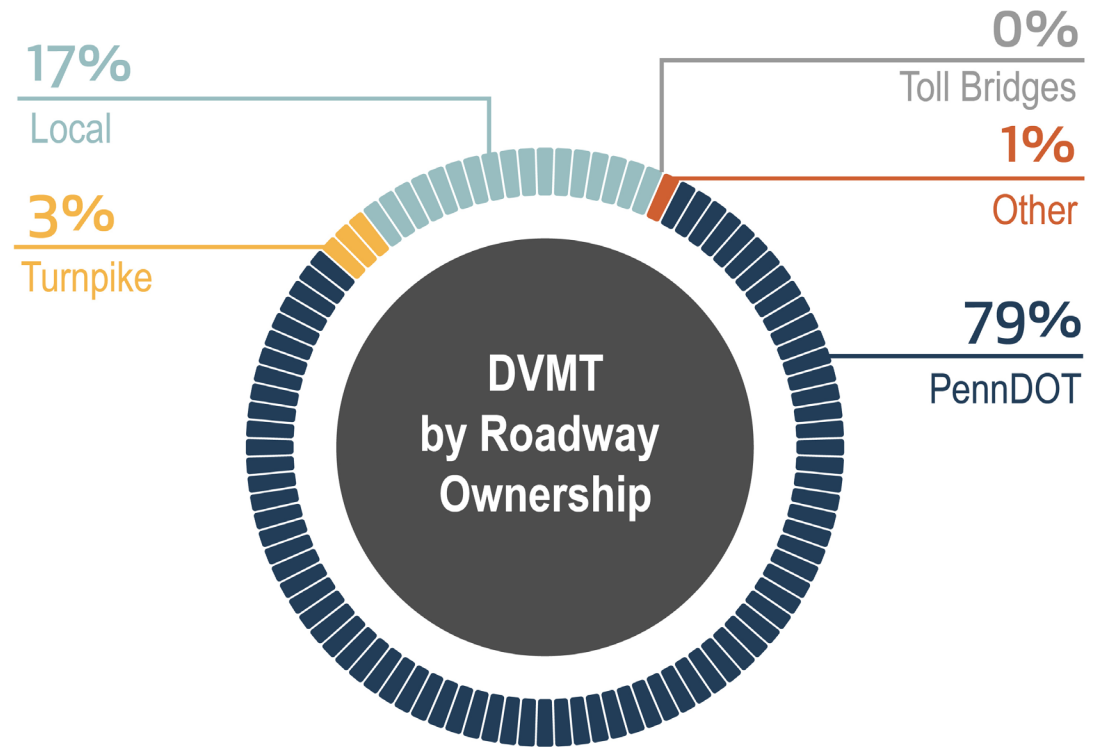 17%
Local
3%
Turnpike
0%
Toll Bridges
1%
Other
79%
PennDOT
DVMT
by Roadway
Ownership